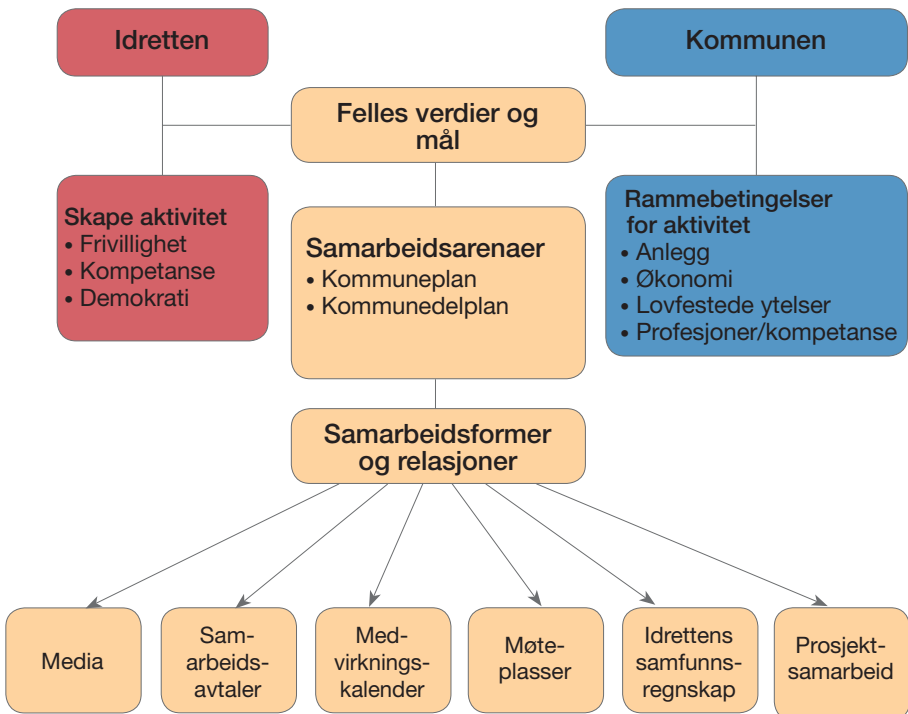 Idretten
Kommunen
Felles verdier og
mål
Skape aktivitet
• Frivillighet
• Kompetanse
• Demokrati
Samarbeidsarenaer
• Kommuneplan
• Kommunedelplan
Rammebetingelser
for aktivitet
• Anlegg
• Økonomi
• Lovfestede ytelser
• Profesjoner/kompetanse
Samarbeidsformer
og relasjoner
Media
Sam-
arbeids-
avtaler
Med-
virknings-
kalender
Møte-
plasser
Idrettens
samfunns-
regnskap
Prosjekt-
samarbeid